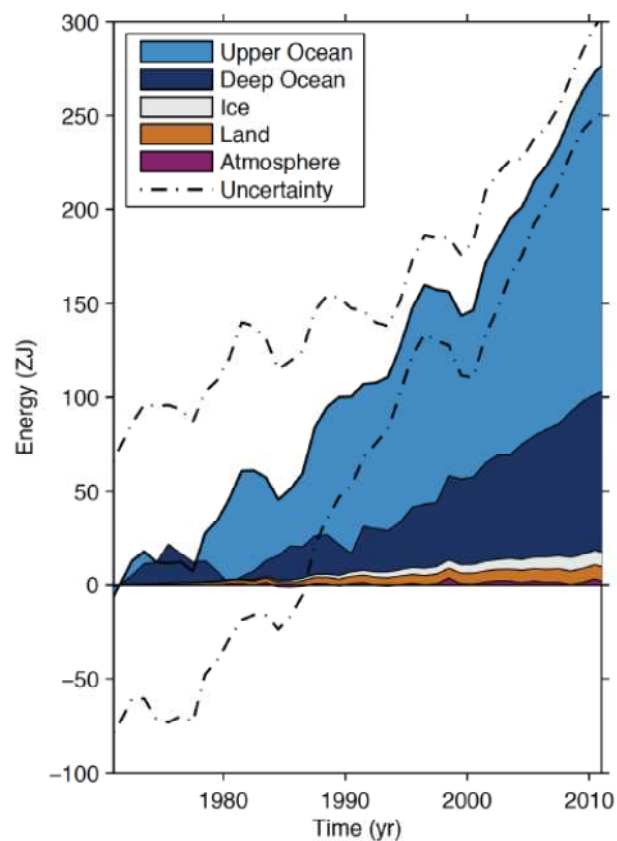 300
250
200
150
100
50
0
−50
−100
Energy (ZJ)
Upper Ocean
Deep Ocean
Ice
Land
Atmosphere
Uncertainty
1980
1990
2000
2010
Time (yr)